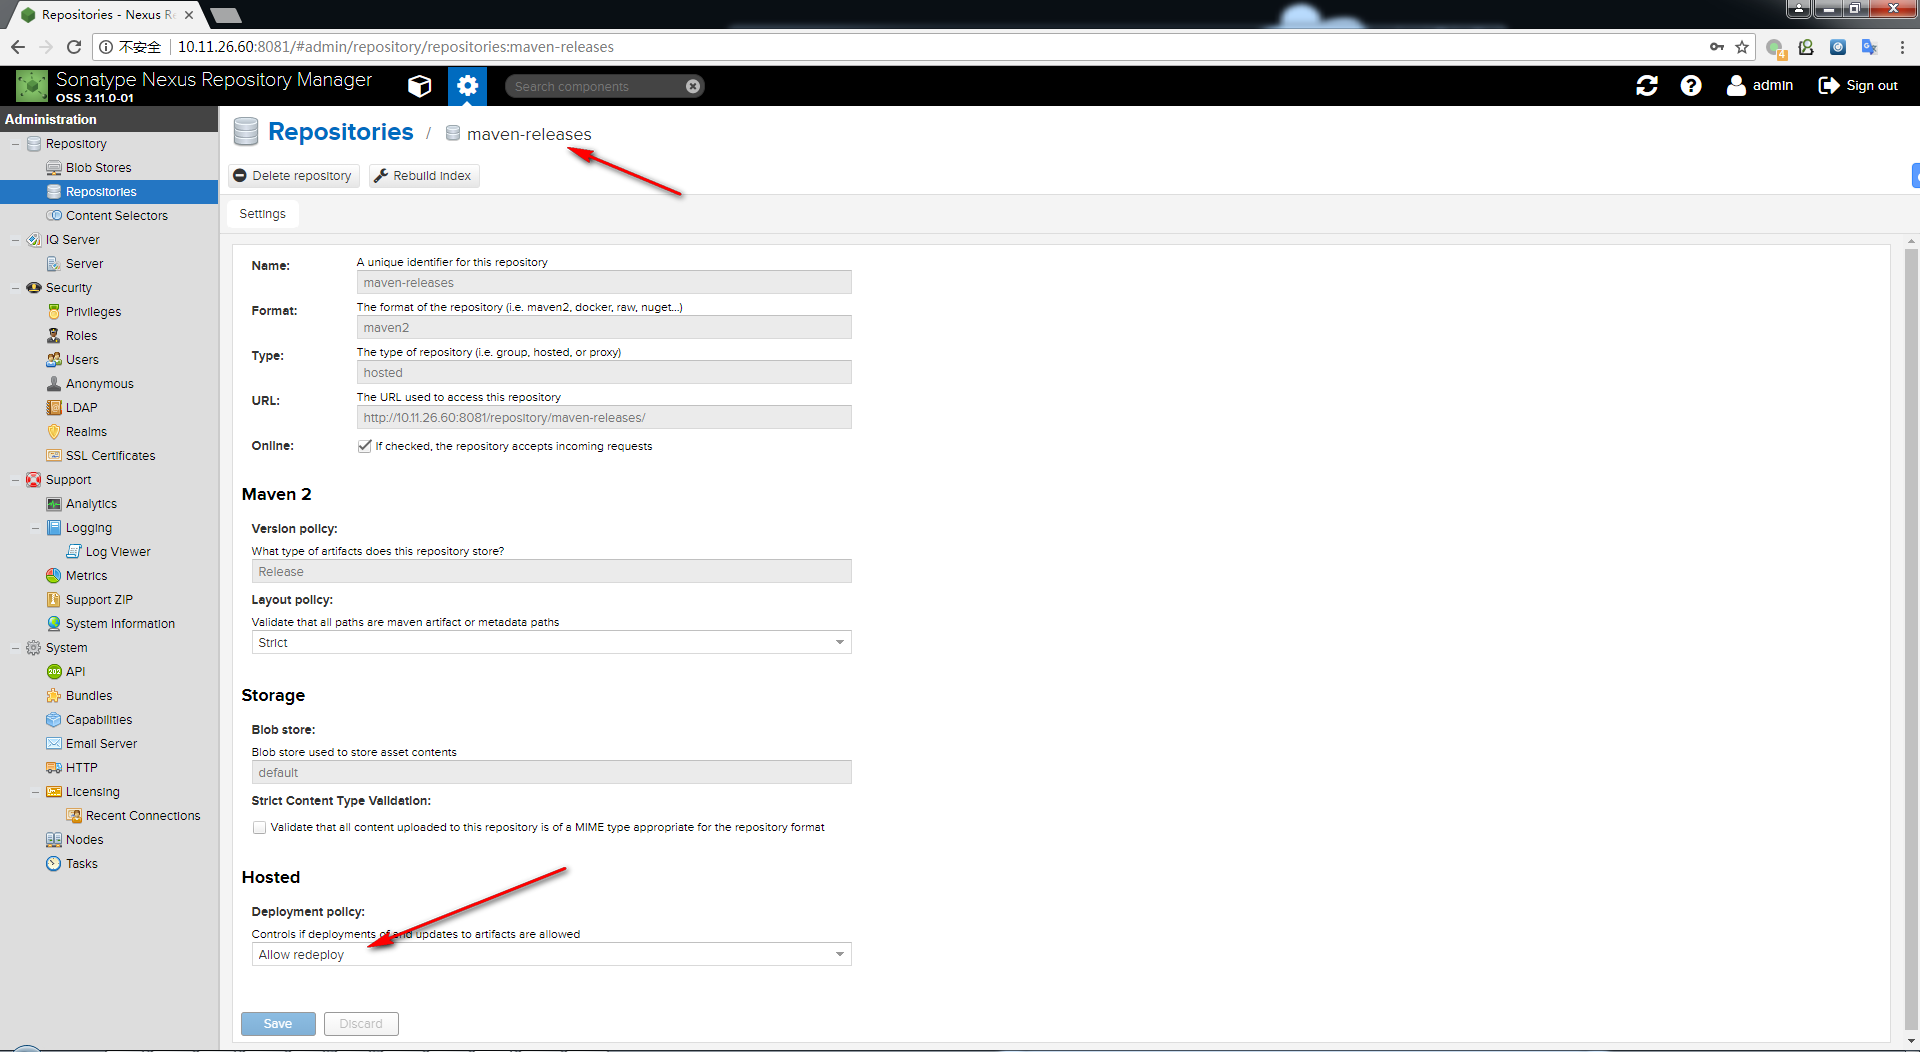 Repositories - Nexus Re
不安全 10.11.26.60:8081/#admin/repository/repositories:maven-releases
4
Sonatype Nexus Repository Manager
OSS 3.11.0-01
Search components
admin
Sign out
Administration
Repository
Blob Stores
Repositories
Content Selectors
IQ Server
Server
Security
Privileges
Roles
Users
Anonymous
LDAP
Realms
SSL Certificates
Support
Analytics
Logging
Log Viewer
Metrics
Support ZIP
System Information
System
API
Bundles
Capabilities
Email Server
HTTP
Licensing
Recent Connections
Nodes
Tasks
Repositories / maven-releases
Delete repository
Rebuild Index
Settings
Name:
A unique identifier for this repository
maven-releases
Format:
The format of the repository (i.e. maven2, docker, raw, nuget...)
maven2
Type:
The type of repository (i.e. group, hosted, or proxy)
hosted
URL:
The URL used to access this repository
http://10.11.26.60:8081/repository/maven-releases/
Online:
If checked, the repository accepts incoming requests
Maven 2
Version policy:
What type of artifacts does this repository store?
Release
Layout policy:
Validate that all paths are maven artifact or metadata paths
Strict
Storage
Blob store:
Blob store used to store asset contents
default
Strict Content Type Validation:
Validate that all content uploaded to this repository is of a MIME type appropriate for the repository format
Hosted
Deployment policy:
Controls if deployments of and updates to artifacts are allowed
Allow redeploy
Save
Discard